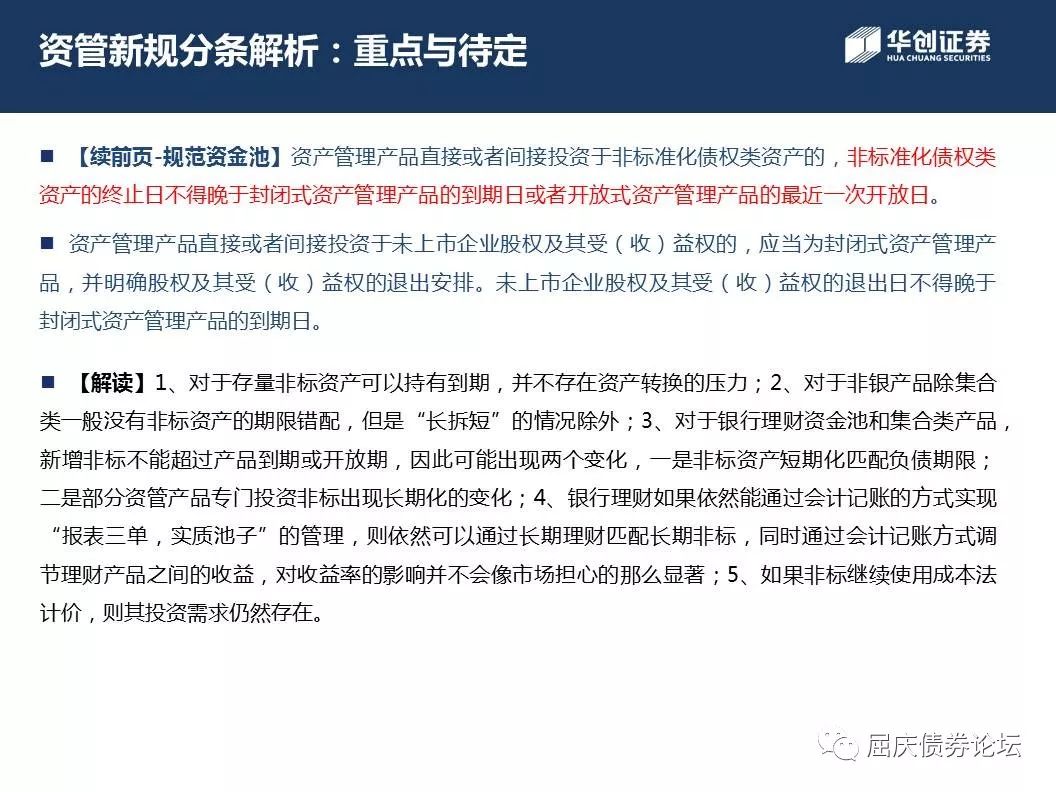 资管新规分条解析：重点与待定
华创证券
HUA CHUANG SECURITIES
■ 【续前页-规范资金池】资产管理产品直接或者间接投资于非标准化债权类资产的，非标准化债权类
资产的终止日不得晚于封闭式资产管理产品的到期日或者开放式资产管理产品的最近一次开放日。
■ 资产管理产品直接或者间接投资于未上市企业股权及其受（收）益权的，应当为封闭式资产管理产
品，并明确股权及其受（收）益权的退出安排。未上市企业股权及其受（收）益权的退出日不得晚于
封闭式资产管理产品的到期日。
■ 【解读】1、对于存量非标资产可以持有到期，并不存在资产转换的压力；2、对于非银产品除集合
类一般没有非标资产的期限错配，但是“长拆短”的情况除外；3、对于银行理财资金池和集合类产品，
新增非标不能超过产品到期或开放期，因此可能出现两个变化，一是非标资产短期化匹配负债期限；
二是部分资管产品专门投资非标出现长期化的变化；4、银行理财如果依然能通过会计记账的方式实现
“报表三单，实质池子”的管理，则依然可以通过长期理财匹配长期非标，同时通过会计记账方式调
节理财产品之间的收益，对收益率的影响并不会像市场担心的那么显著；5、如果非标继续使用成本法
计价，则其投资需求仍然存在。
屈庆债券论坛